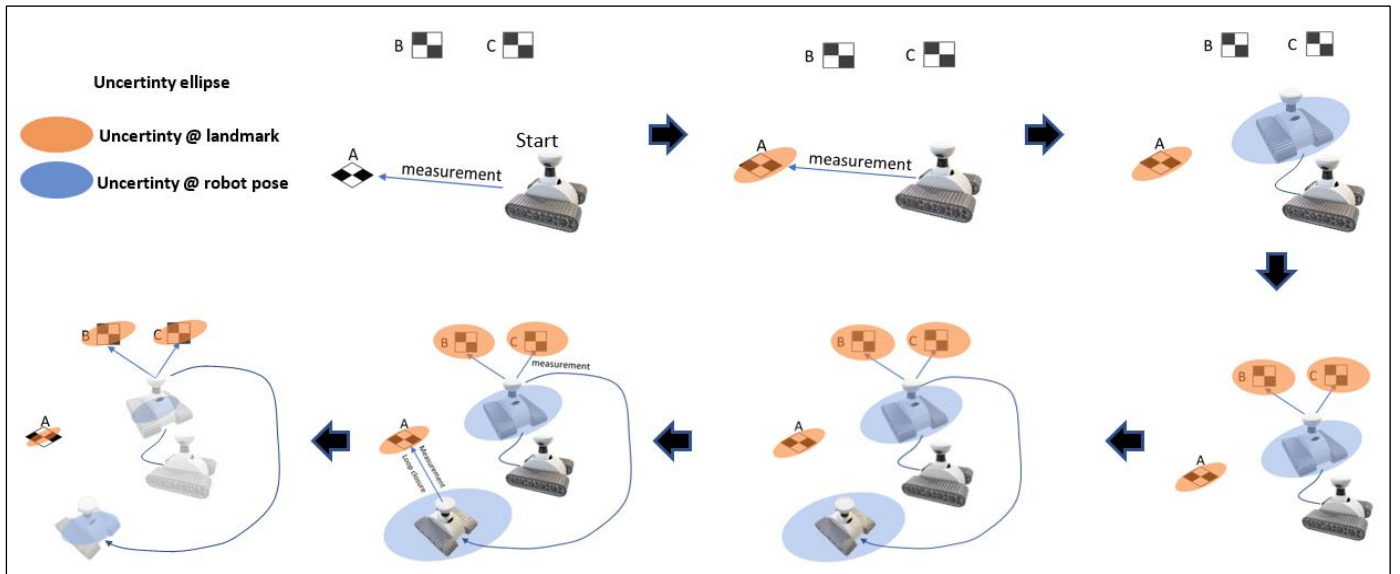 Uncertinty ellipse
Uncertinty @ landmark
Uncertinty @ robot pose
B C
Start
A
measurement
B C
A
measurement
B C
A
B C
A
B C
A
B C
measurement
A
Measurement
Loop closure
B C
A